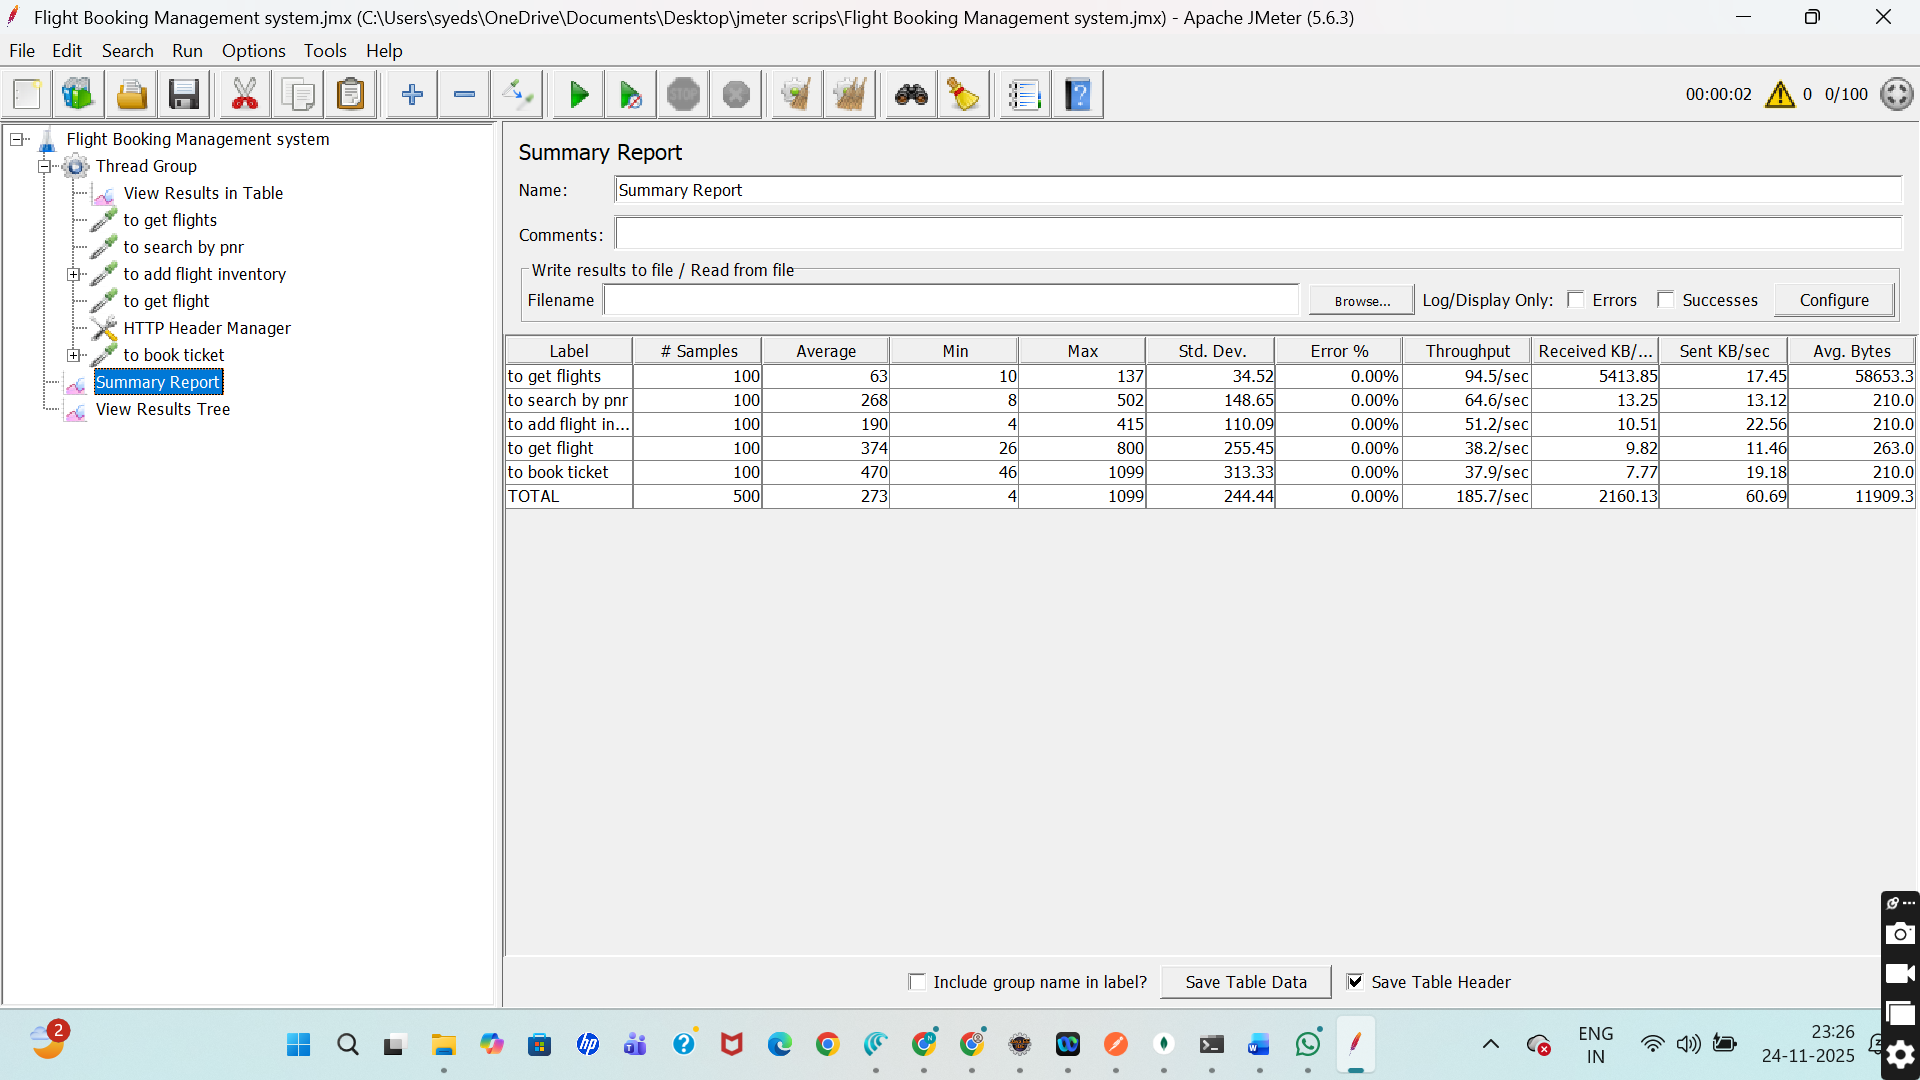 Flight Booking Management system.jmx (C:\Users\syeds\OneDrive\Documents\Desktop\jmeter scrips\Flight Booking Management system.jmx) - Apache JMeter (5.6.3)
File Edit Search Run Options Tools Help
STOP 00:00:02 0 0/100
Flight Booking Management system
Thread Group
View Results in Table
to get flights
to search by pnr
to add flight inventory
to get flight
HTTP Header Manager
to book ticket
Summary Report
View Results Tree
Summary Report
Name: Summary Report
Comments:
Write results to file / Read from file
Filename Browse... Log/Display Only: Errors Successes Configure
Label # Samples Average Min Max Std. Dev. Error % Throughput Received KB/... Sent KB/sec Avg. Bytes
to get flights 100 63 10 137 34.52 0.00% 94.5/sec 5413.85 17.45 58653.3
to search by pnr 100 268 8 502 148.65 0.00% 64.6/sec 13.25 13.12 210.0
to add flight in... 100 190 4 415 110.09 0.00% 51.2/sec 10.51 22.56 210.0
to get flight 100 374 26 800 255.45 0.00% 38.2/sec 9.82 11.46 263.0
to book ticket 100 470 46 1099 313.33 0.00% 37.9/sec 7.77 19.18 210.0
TOTAL 500 273 4 1099 244.44 0.00% 185.7/sec 2160.13 60.69 11909.3
Include group name in label? Save Table Data Save Table Header
2 hp N ENG 23:26
IN 24-11-2025